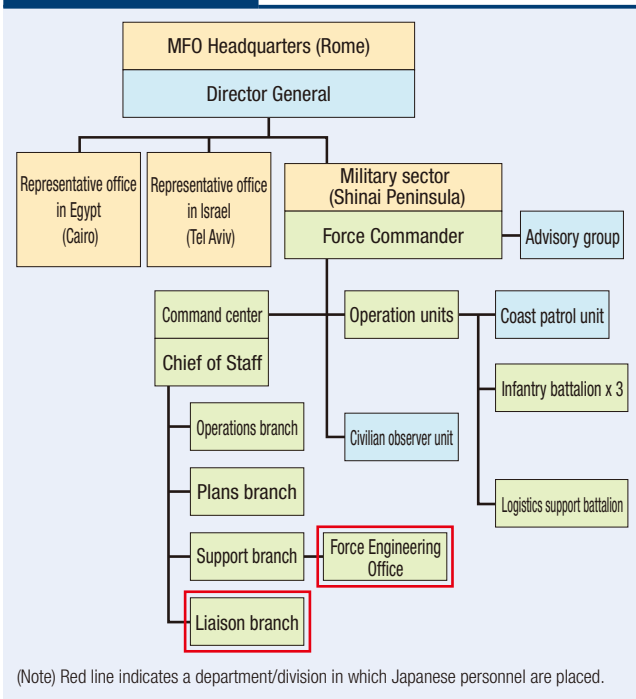 MFO Headquarters (Rome)
Director General
Representative office
in Egypt
(Cairo)
Representative office
in Israel
(Tel Aviv)
Military sector
(Shinai Peninsula)
Force Commander
Advisory group
Command center
Chief of Staff
Operation units
Coast patrol unit
Infantry battalion x 3
Logistics support battalion
Civilian observer unit
Operations branch
Plans branch
Support branch
Force Engineering
Office
Liaison branch
(Note) Red line indicates a department/division in which Japanese personnel are placed.